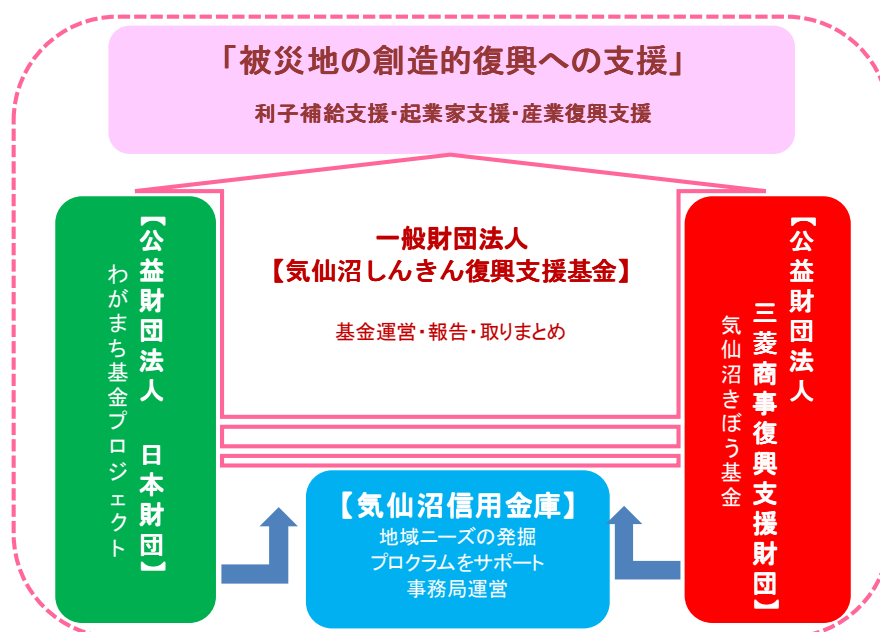 「被災地の創造的復興への支援」
利子補給支援・起業家支援・産業復興支援
一般財団法人
【気仙沼しんきん復興支援基金】
基金運営・報告・取りまとめ
【公益財団法人　日本財団】
わがまち基金プロジェクト
【公益財団法人
三菱商事復興支援財団】
気仙沼きぼう基金
【気仙沼信用金庫】
地域ニーズの発掘
プログラムをサポート
事務局運営